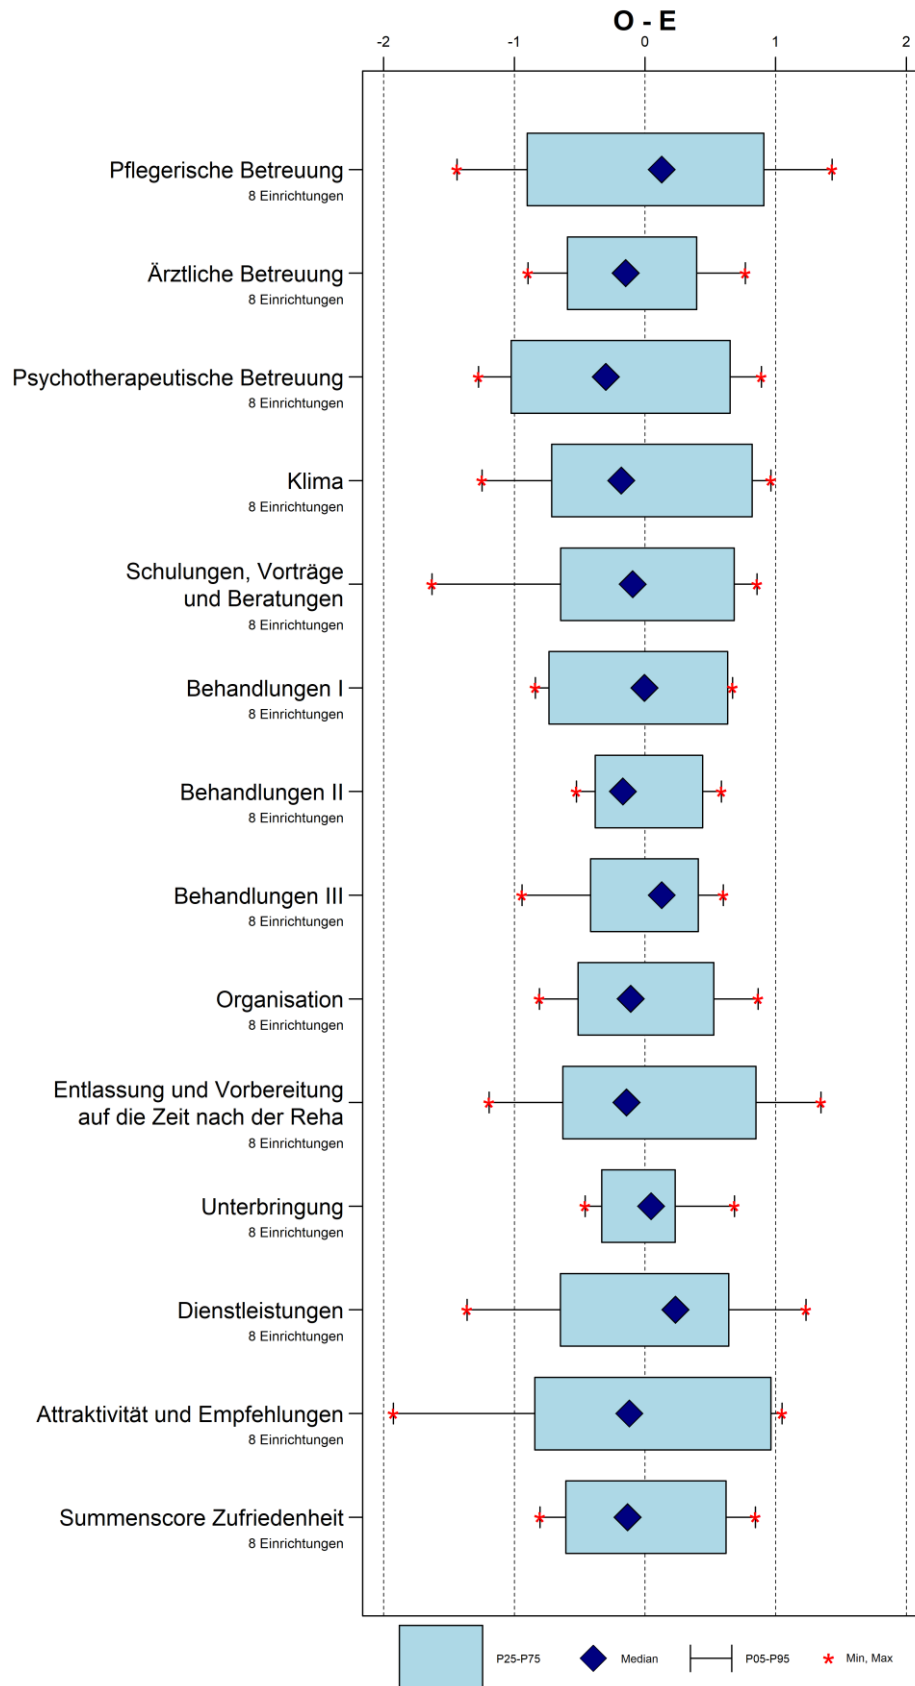 O - E
-2 -1 0 1 2
Pflegerische Betreuung
8 Einrichtungen
Ärztliche Betreuung
8 Einrichtungen
Psychotherapeutische Betreuung
8 Einrichtungen
Klima
8 Einrichtungen
Schulungen, Vorträge
und Beratungen
8 Einrichtungen
Behandlungen I
8 Einrichtungen
Behandlungen II
8 Einrichtungen
Behandlungen III
8 Einrichtungen
Organisation
8 Einrichtungen
Entlassung und Vorbereitung
auf die Zeit nach der Reha
8 Einrichtungen
Unterbringung
8 Einrichtungen
Dienstleistungen
8 Einrichtungen
Attraktivität und Empfehlungen
8 Einrichtungen
Summenscore Zufriedenheit
8 Einrichtungen
P25-P75 Median P05-P95 Min, Max